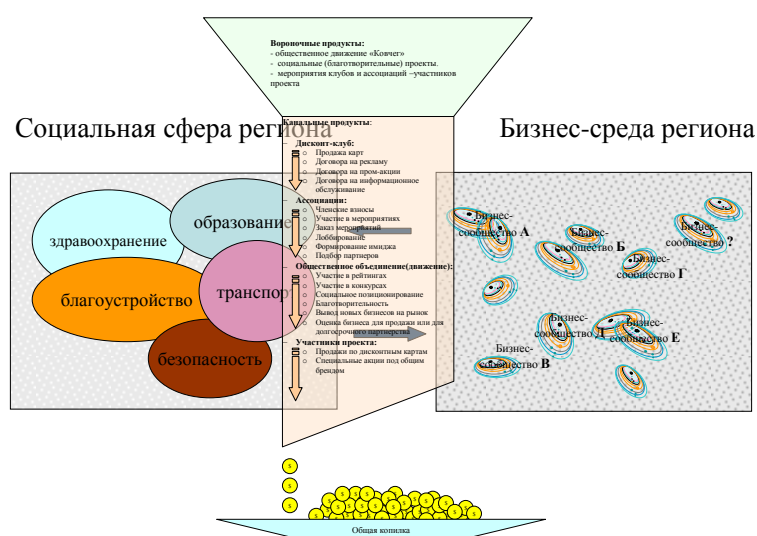 Вороночные продукты:
- общественное движение «Ковчег»
- социальные (благотворительные) проекты.
- мероприятия клубов и ассоциаций –участников
проекта
Социальная сфера региона
Бизнес-среда региона
Канальные продукты:
Дисконт-клуб:
o Продажа карт
o Договора на рекламу
o Договора на пром-акции
o Договора на информационное
обслуживание
Ассоциации:
o Членские взносы
o Участие в мероприятиях
o Заказ мероприятий
o Лоббирование
o Формирование имиджа
o Подбор партнеров
Общественное объединение(движение):
o Участие в рейтингах
o Участие в конкурсах
o Социальное позиционирование
o Благотворительность
o Вывод новых бизнесов на рынок
o Оценка бизнеса для продажи или для
долгосрочного партнерства
Участники проекта:
o Продажи по дисконтным картам
o Специальные акции под общим
брендом
здравоохранение
образование
благоустройство
транспорт
безопасность
Бизнес-
сообщество А
Бизнес-
сообщество Б
Бизнес-
сообщество ?
Бизнес-
сообщество Г
Бизнес-
сообщество Д
Бизнес-
сообщество Е
Бизнес-
сообщество В
$
$
$
Общая копилка